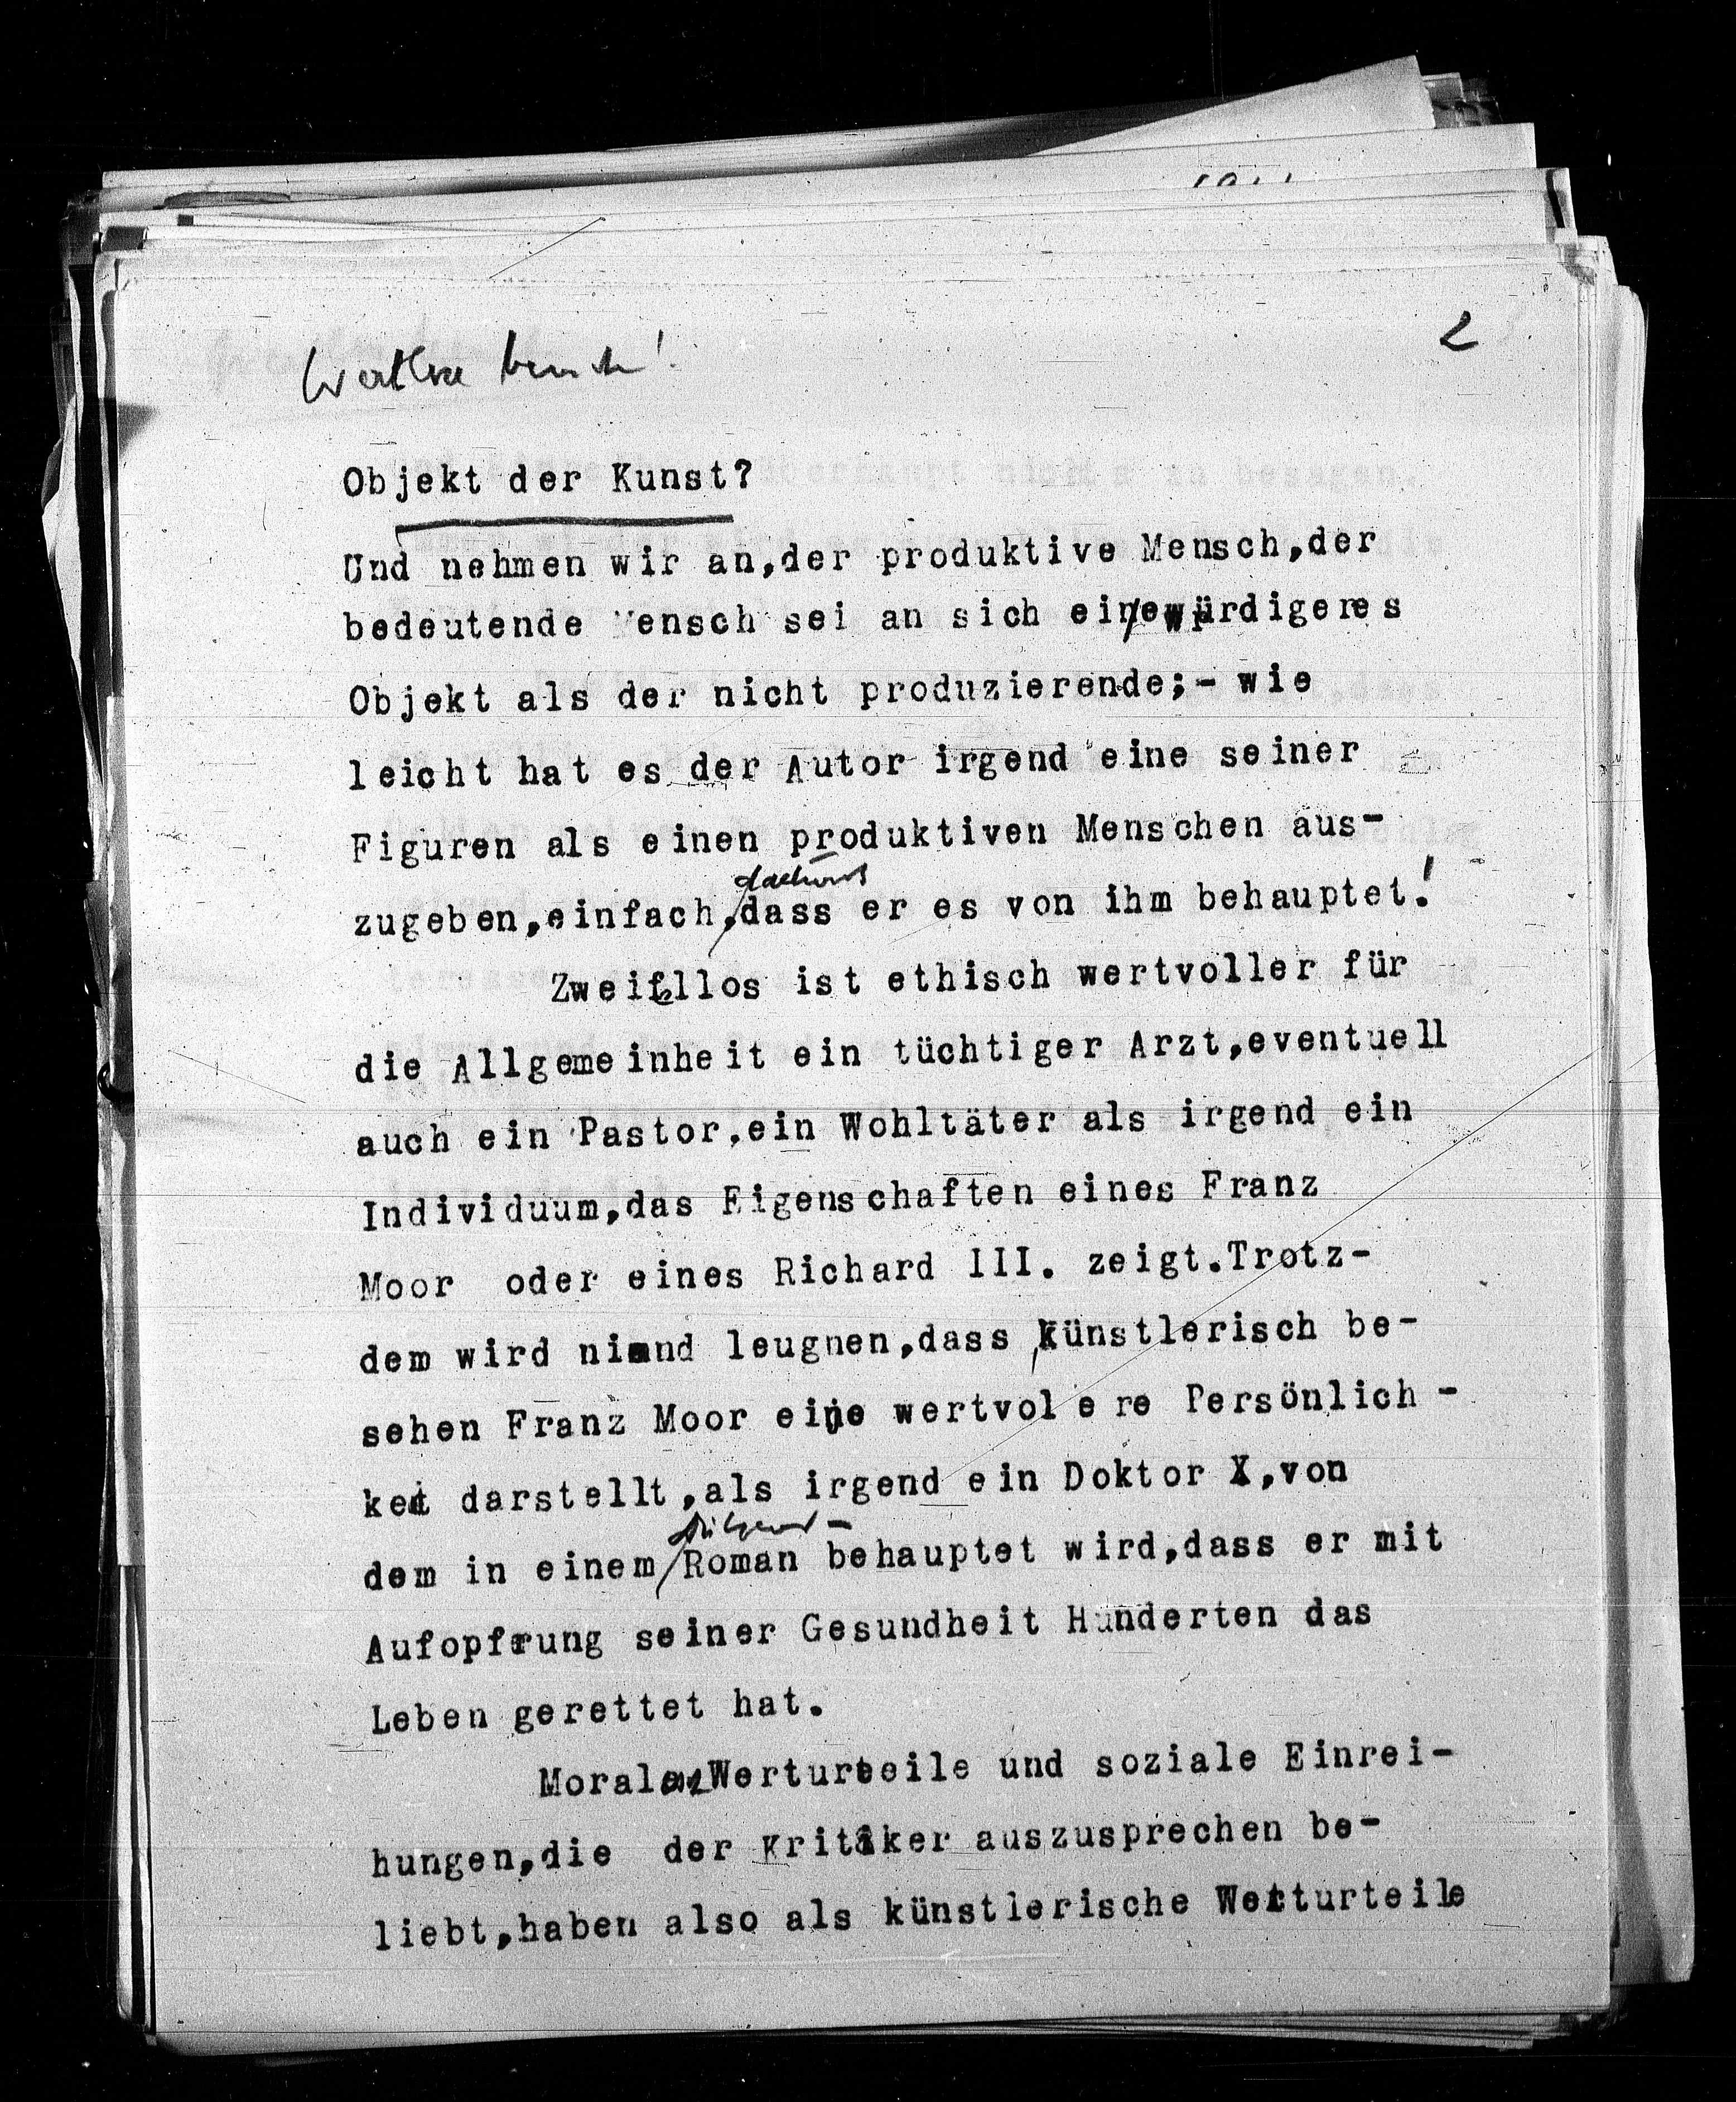 2
Objekt der Kunst?
Und nehmen wir an,der produktive Mensch,der
bedeutende Mensch sei an sich ein würdigeres
Objekt als der nicht produzierende;- wie
leicht hat es der Autor irgend eine seiner
Figuren als einen produktiven Menschen aus-
dadurch
zugeben,einfach,dass er es von ihm behauptet!
Zweifellos ist ethisch wertvoller für
die Allgemeinheit ein tüchtiger Arzt,eventuell
auch ein Pastor,ein Wohltäter als irgend ein
Individuum,das Eigenschaften eines Franz
Moor oder eines Richard III. zeigt.Trotz-
dem wird nimand leugnen,dass künstlerisch be-
sehen Franz Moor eine wertvol ere Persönlich-
keit darstellt,als irgend ein Doktor X,von
dem in einem Roman behauptet wird,dass er mit
Aufopfrung seiner Gesundheit Hunderten das
Leben gerettet hat.
Morale Werturteile und soziale Einrei-
hungen,die der Kritiker auszusprechen be-
liebt,haben also als künstlerische Werturteile